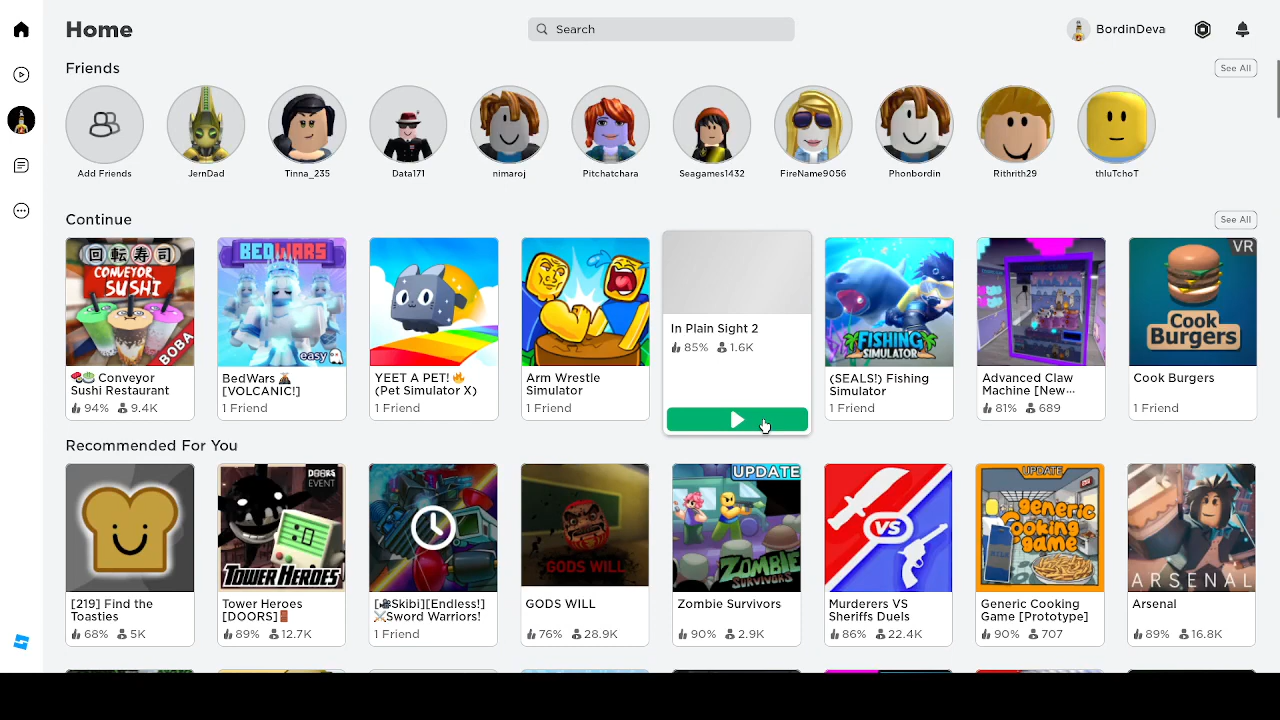 Home
Search
BordinDeva
Friends
See All
Add Friends
JernDad
Tinna_235
Data171
nimaroj
Pitchatchara
Seagames1432
FireName9056
Phonbordin
Rithrith29
thluTchoT
Continue
See All
回転寿司
CONVEYOR
SUSHI
BOBA
BEDWARS
easy
FISHING
SIMULATOR
VR
Cook
Burgers
🍣🍵 Conveyor
Sushi Restaurant
94% 9.4K
BedWars 🌋
[VOLCANIC!]
1 Friend
YEET A PET! 🔥
(Pet Simulator X)
1 Friend
Arm Wrestle
Simulator
1 Friend
In Plain Sight 2
85% 1.6K
(SEALS!) Fishing
Simulator
1 Friend
Advanced Claw
Machine [New...
81% 689
Cook Burgers
1 Friend
Recommended For You
DOORS
EVENT
TOWER HEROES
GODS WILL
UPDATE
ZOMBIE
SURVIVORS
VS
UPDATE
generic
cooking
game
ARSENAL
[219] Find the
Toasties
68% 5K
Tower Heroes
[DOORS]🚪
89% 12.7K
[🎥Skibi][Endless!]
⚔️Sword Warriors!
1 Friend
GODS WILL
76% 28.9K
Zombie Survivors
90% 2.9K
Murderers VS
Sheriffs Duels
86% 22.4K
Generic Cooking
Game [Prototype]
90% 707
Arsenal
89% 16.8K